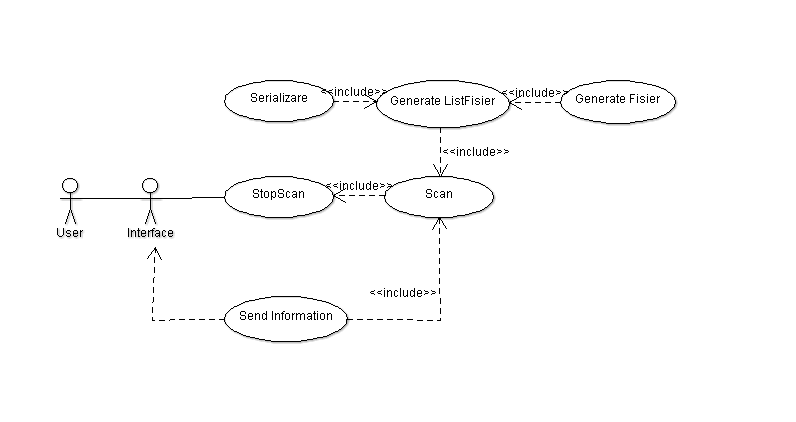 <<include>>
<<include>>
Serializare
Generate ListFisier
Generate Fisier
<<include>>
<<include>>
StopScan
Scan
User
Interface
<<include>>
Send Information